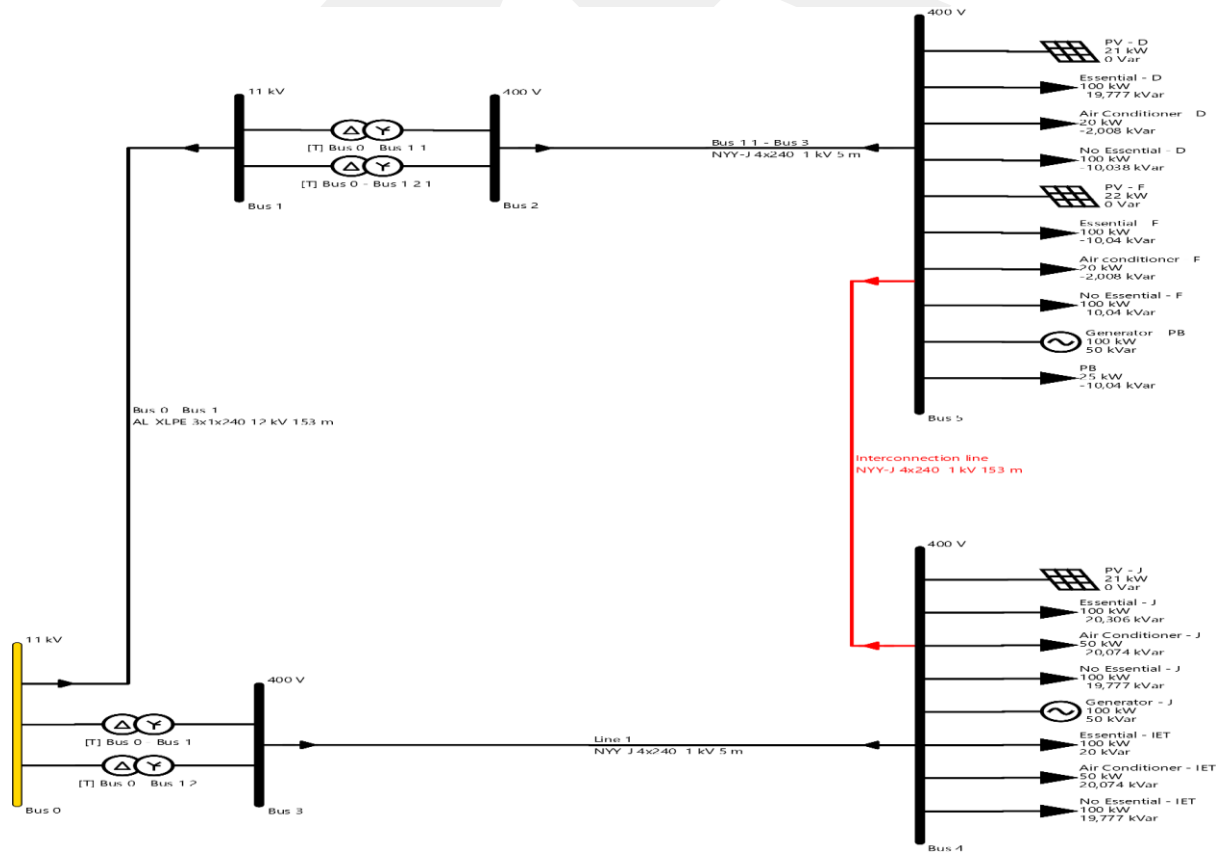 400 V
PV - D
21 kW
0 Var
Essential - D
100 kW
19,777 kVar
Air Conditioner D
20 kW
-2,008 kVar
No Essential - D
100 kW
-10,038 kVar
PV - F
22 kW
0 Var
Essential F
100 kW
-10,04 kVar
Air conditioner F
20 kW
-2,008 kVar
No Essential - F
100 kW
10,04 kVar
Generator PB
100 kW
50 kVar
PB
25 kW
-10,04 kVar
Bus 5
11 kV
[T] Bus 0 Bus 1 1
[T] Bus 0 - Bus 1 2 1
Bus 1
400 V
Bus 2
Bus 1 1 - Bus 3
NYY-J 4x240 1 kV 5 m
Bus 0 Bus 1
AL XLPE 3x1x240 12 kV 153 m
Interconnection line
NYY-J 4x240 1 kV 153 m
400 V
PV - J
21 kW
0 Var
Essential - J
100 kW
20,306 kVar
Air Conditioner - J
50 kW
20,074 kVar
No Essential - J
100 kW
19,777 kVar
Generator - J
100 kW
50 kVar
Essential - IET
100 kW
20 kVar
Air Conditioner - IET
50 kW
20,074 kVar
No Essential - IET
100 kW
19,777 kVar
Bus 4
11 kV
[T] Bus 0 - Bus 1
[T] Bus 0 Bus 1 2
Bus 0
400 V
Bus 3
Line 1
NYY J 4x240 1 kV 5 m